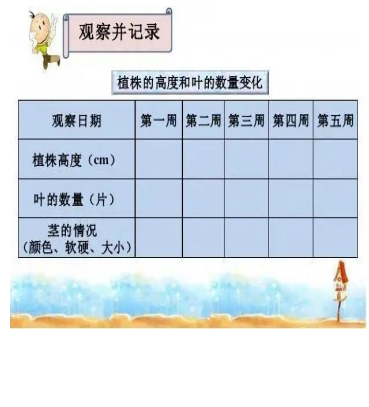 观察并记录
植株的高度和叶的数量变化
观察日期 第一周 第二周 第三周 第四周 第五周
植株高度（cm）
叶的数量（片）
茎的情况
（颜色、软硬、大小）